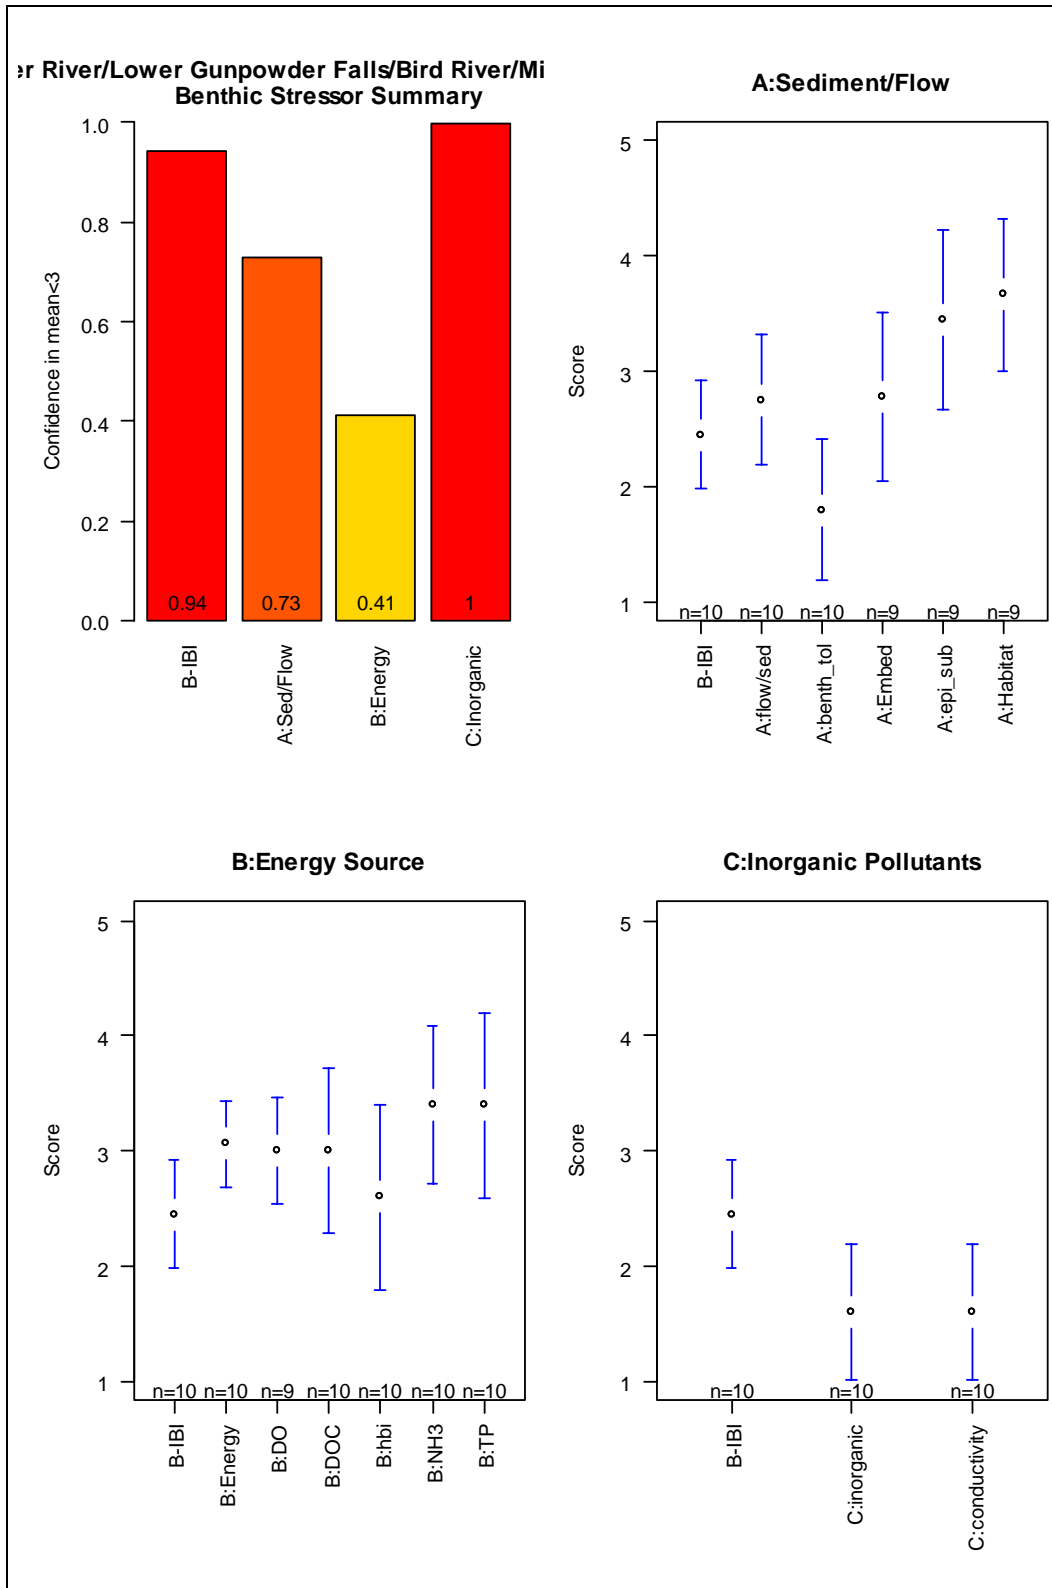 er River/Lower Gunpowder Falls/Bird River/Mi
Benthic Stressor Summary
Confidence in mean<3
1.0
0.8
0.6
0.4
0.2
0.0
0.94
0.73
0.41
1
B-IBI
A:Sed/Flow
B:Energy
C:Inorganic
A:Sediment/Flow
Score
5
4
3
2
1
n=10
n=10
n=10
n=9
n=9
n=9
B-IBI
A:flow/sed
A:benth_tol
A:Embed
A:epi_sub
A:Habitat
B:Energy Source
Score
5
4
3
2
1
n=10
n=10
n=9
n=10
n=10
n=10
n=10
B-IBI
B:Energy
B:DO
B:DOC
B:hbi
B:NH3
B:TP
C:Inorganic Pollutants
Score
5
4
3
2
1
n=10
n=10
n=10
B-IBI
C:inorganic
C:conductivity